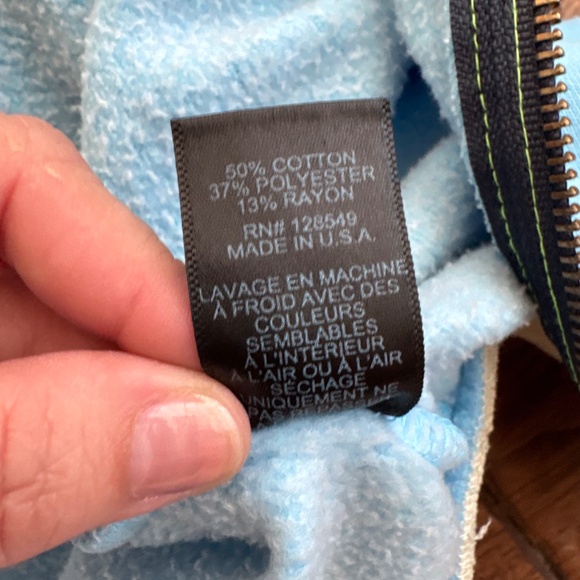 50% COTTON
37% POLYESTER
13% RAYON
RN# 128549
MADE IN U.S.A.
LAVAGE EN MACHINE
À FROID AVEC DES
COULEURS
SEMBLABLES
À L'INTÉRIEUR
À L'AIR OU À L'AIR
SÉCHAGE
UNIQUEMENT NE
PAS